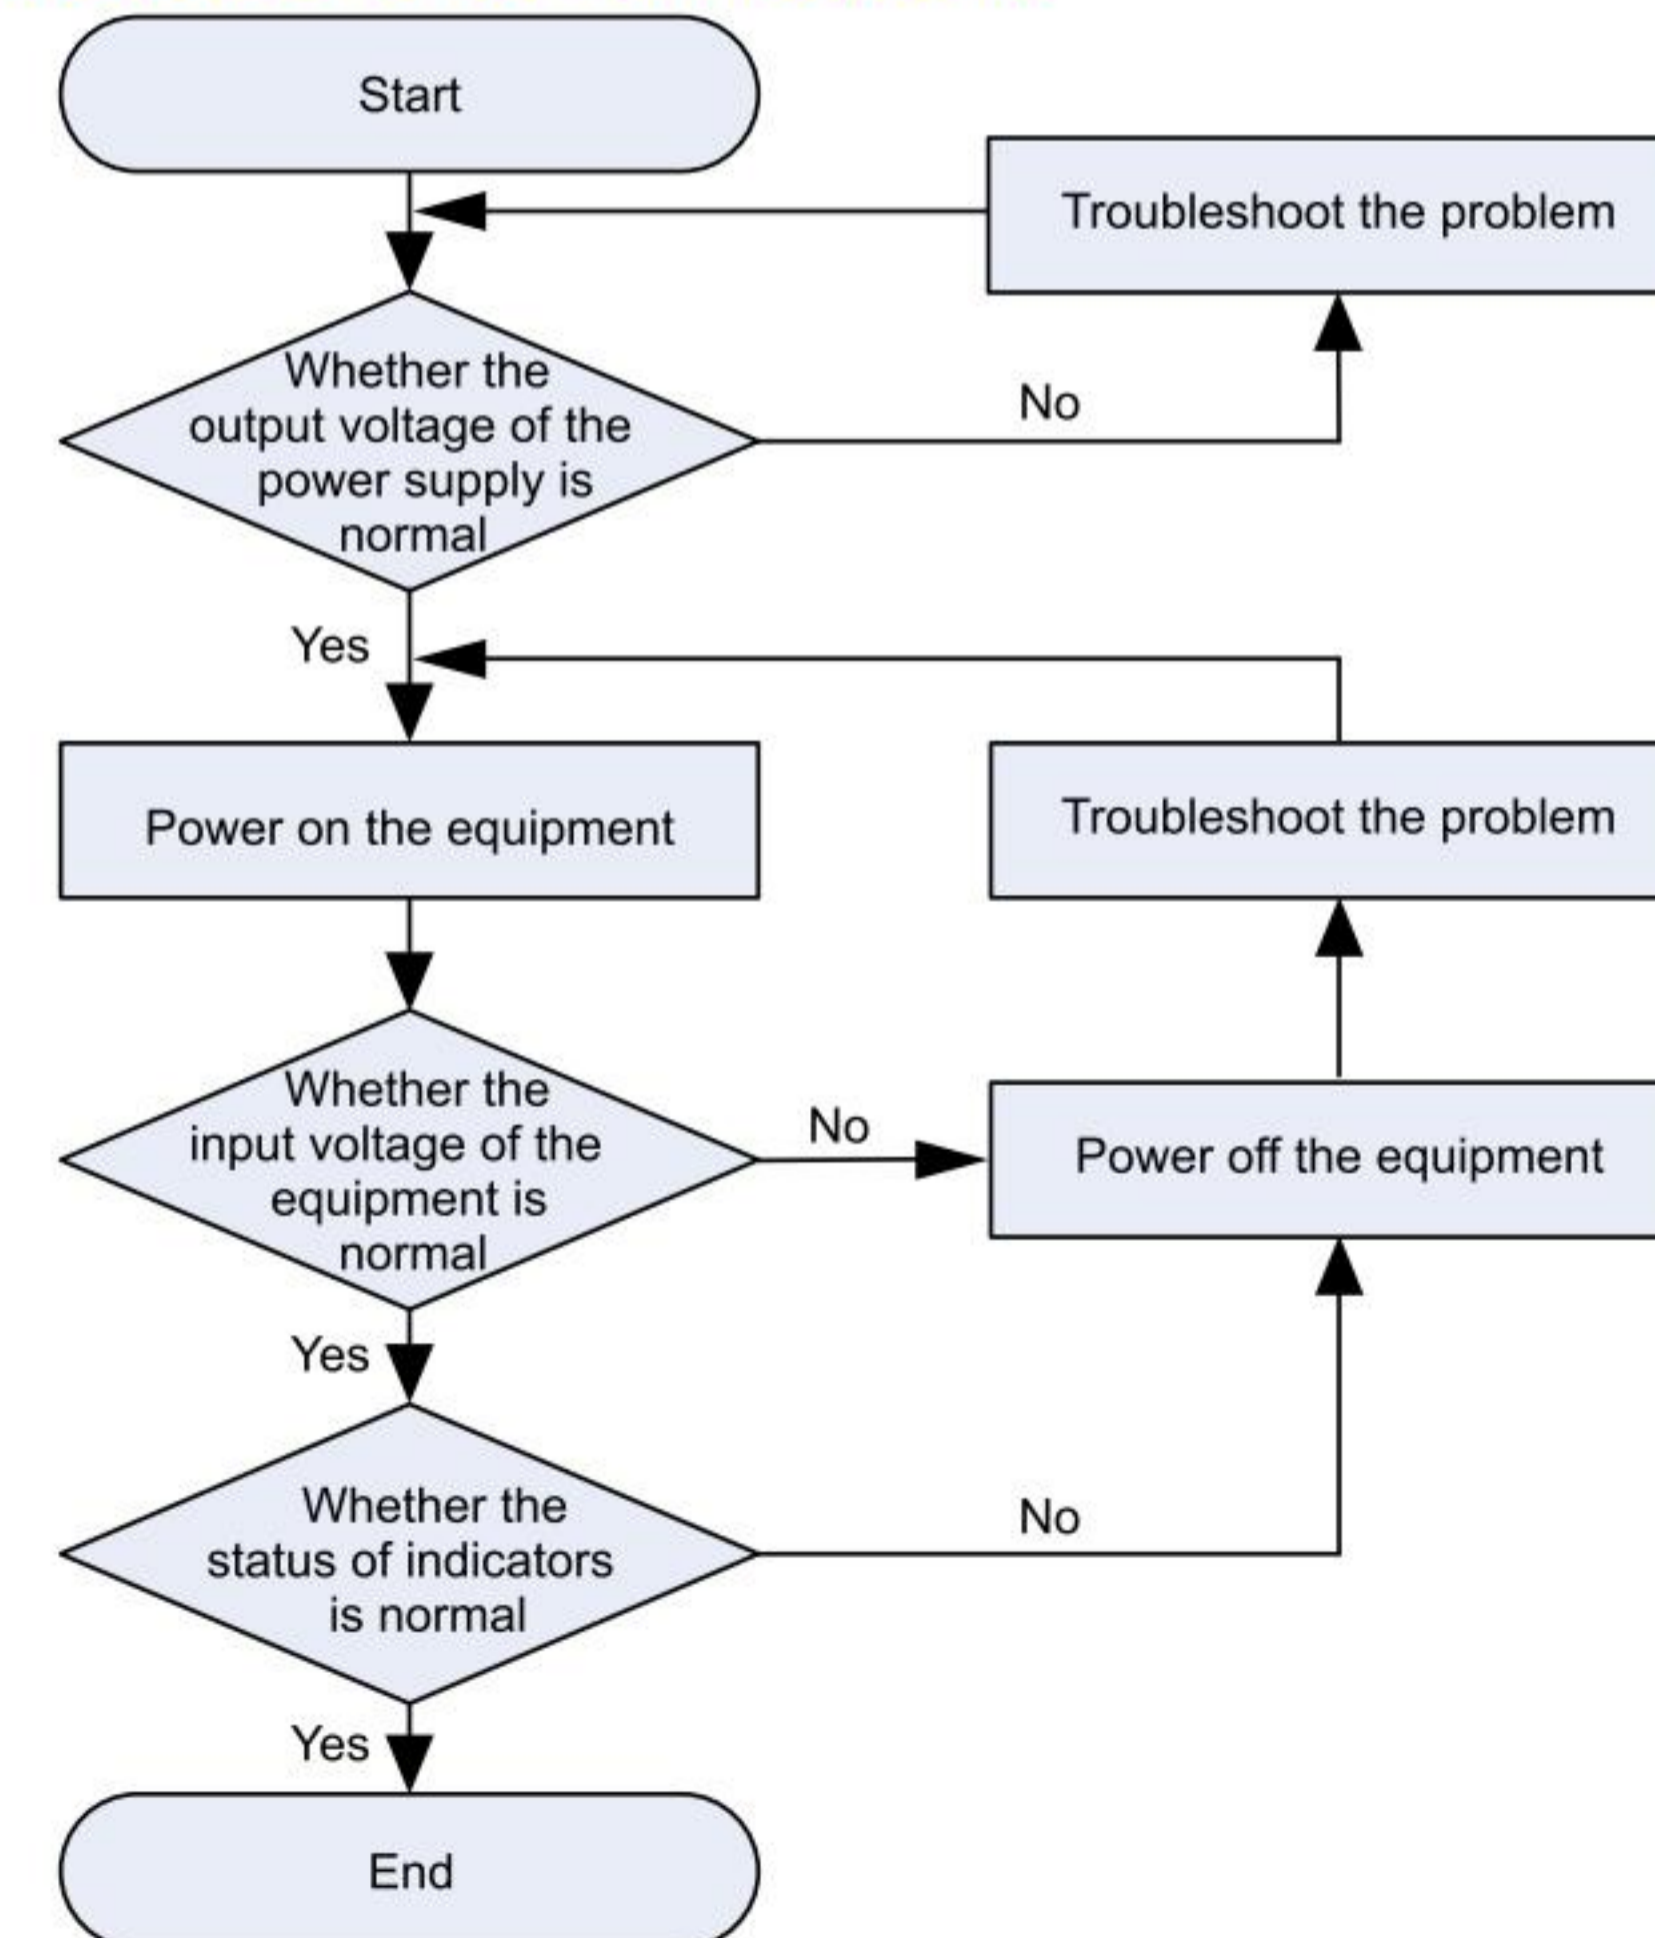 Start
Troubleshoot the problem
Whether the
output voltage of the
power supply is
normal
No
Yes
Power on the equipment
Troubleshoot the problem
Whether the
input voltage of the
equipment is
normal
No
Power off the equipment
Yes
Whether the
status of indicators
is normal
No
Yes
End